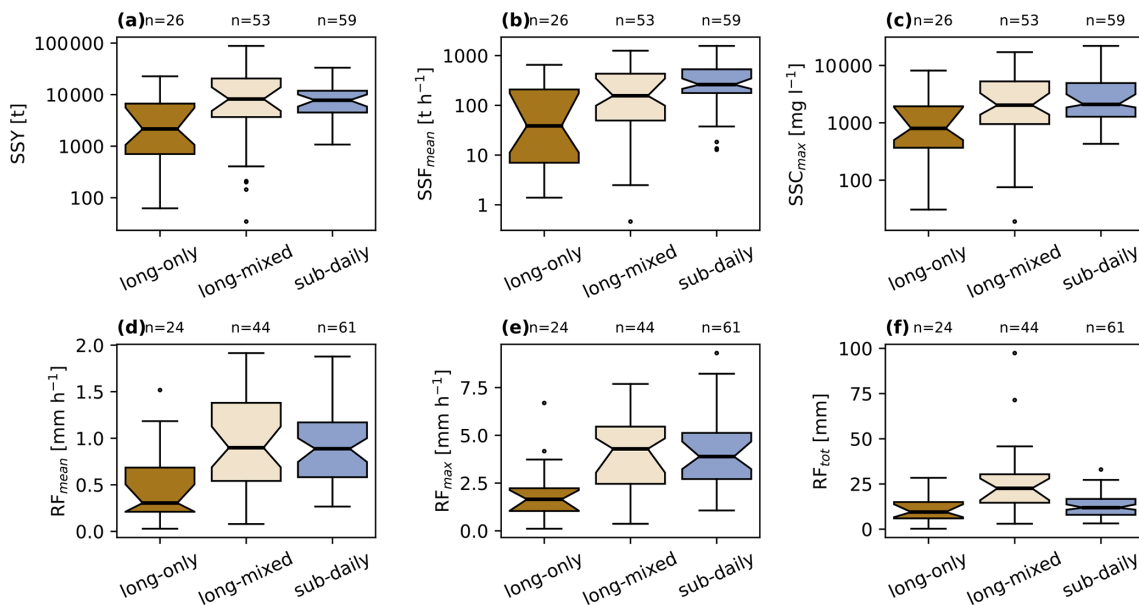 (a) n=26 n=53 n=59
SSY [t]
100000
10000
1000
100
long-only long-mixed sub-daily
(b) n=26 n=53 n=59
SSF_mean [t h⁻¹]
1000
100
10
1
long-only long-mixed sub-daily
(c) n=26 n=53 n=59
SSC_max [mg l⁻¹]
10000
1000
100
long-only long-mixed sub-daily
(d) n=24 n=44 n=61
RF_mean [mm h⁻¹]
2.0
1.5
1.0
0.5
0.0
long-only long-mixed sub-daily
(e) n=24 n=44 n=61
RF_max [mm h⁻¹]
7.5
5.0
2.5
0.0
long-only long-mixed sub-daily
(f) n=24 n=44 n=61
RF_tot [mm]
100
75
50
25
0
long-only long-mixed sub-daily